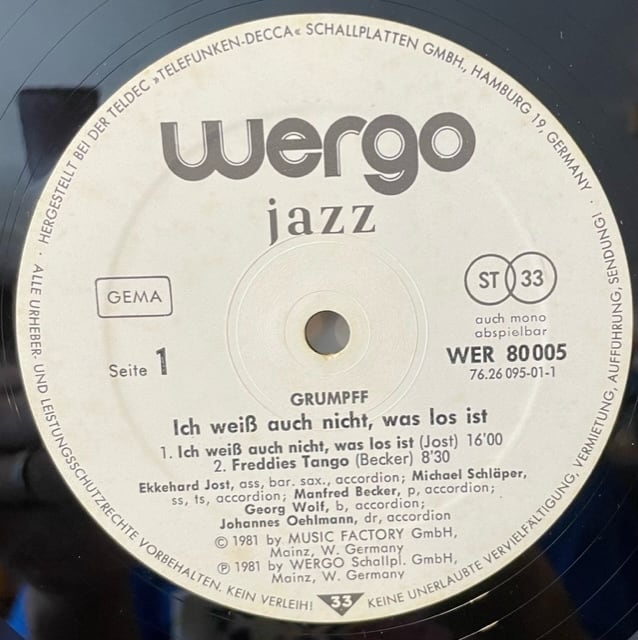 HERGESTELLT BEI DER TELDEC »TELEFUNKEN-DECCA« SCHALLPLATTEN GMBH., HAMBURG 19, GERMANY ·
wergo
jazz
GEMA
ST 33
auch mono
abspielbar
Seite 1
WER 80005
76.26 095-01-1
GRUMPFF
Ich weiß auch nicht, was los ist
1. Ich weiß auch nicht, was los ist (Jost) 16'00
2. Freddies Tango (Becker) 8'30
Ekkehard Jost, ass, bar. sax., accordion; Michael Schläper,
ss, ts, accordion; Manfred Becker, p, accordion;
Georg Wolf, b, accordion;
Johannes Oehlmann, dr, accordion
© 1981 by MUSIC FACTORY GmbH,
Mainz, W. Germany
℗ 1981 by WERGO Schallpl. GmbH,
Mainz, W. Germany
· ALLE URHEBER- UND LEISTUNGSSCHUTZRECHTE VORBEHALTEN. KEIN VERLEIH! 33 KEINE UNERLAUBTE VERVIELFÄLTIGUNG, VERMIETUNG, AUFFÜHRUNG, SENDUNG!